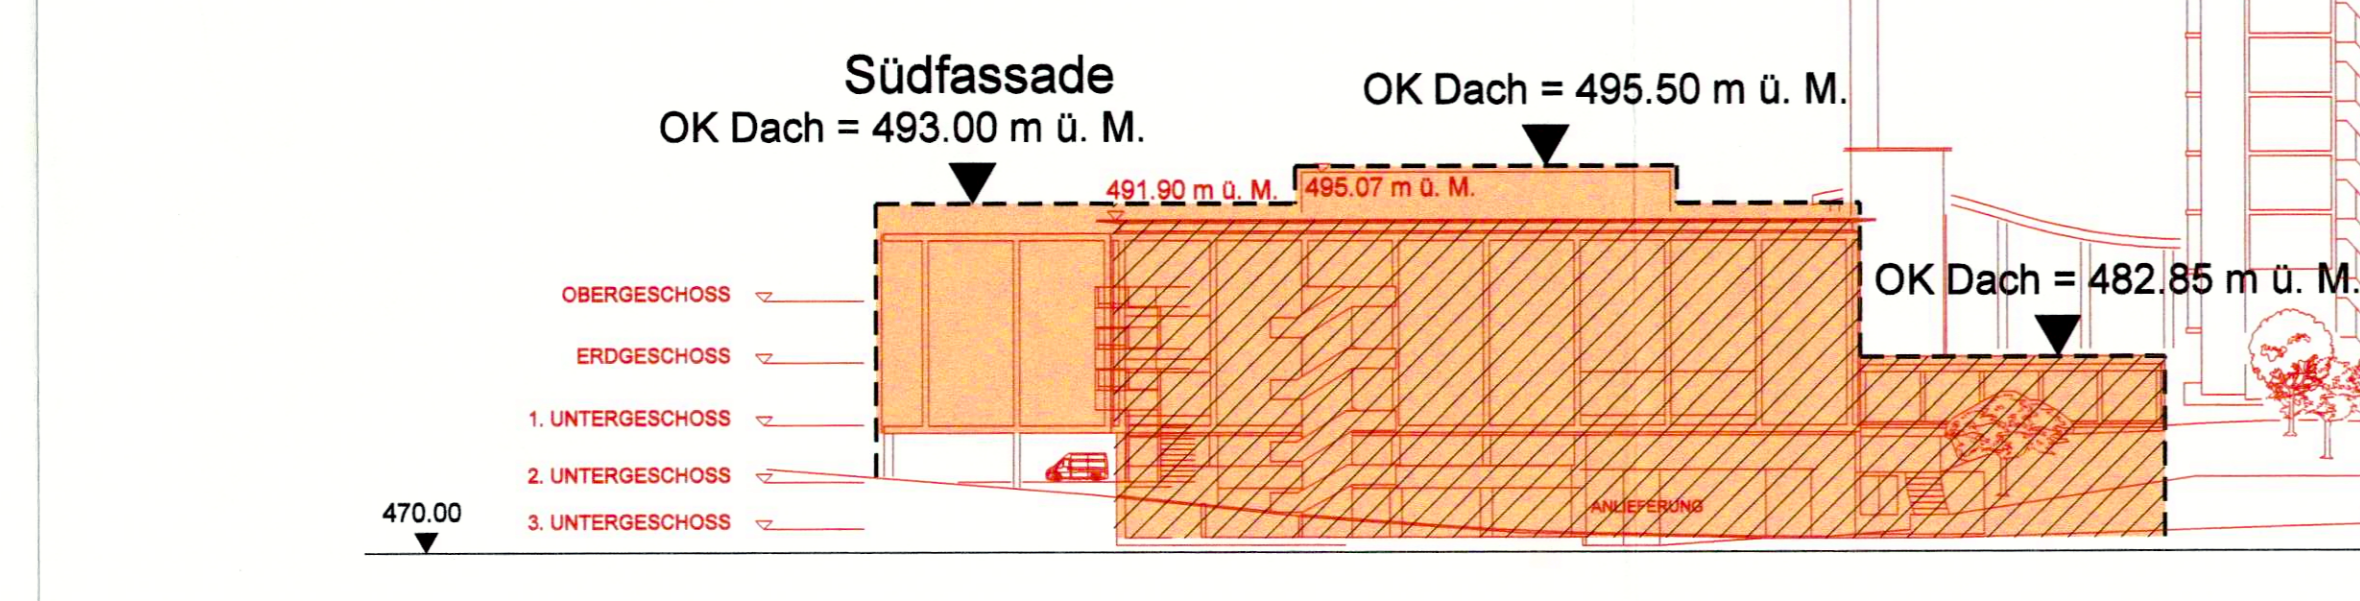 Südfassade
OK Dach = 493.00 m ü. M.
OK Dach = 495.50 m ü. M.
491.90 m ü. M.
495.07 m ü. M.
OK Dach = 482.85 m ü. M.
OBERGESCHOSS
ERDGESCHOSS
1. UNTERGESCHOSS
2. UNTERGESCHOSS
3. UNTERGESCHOSS
470.00
ANLIEFERUNG